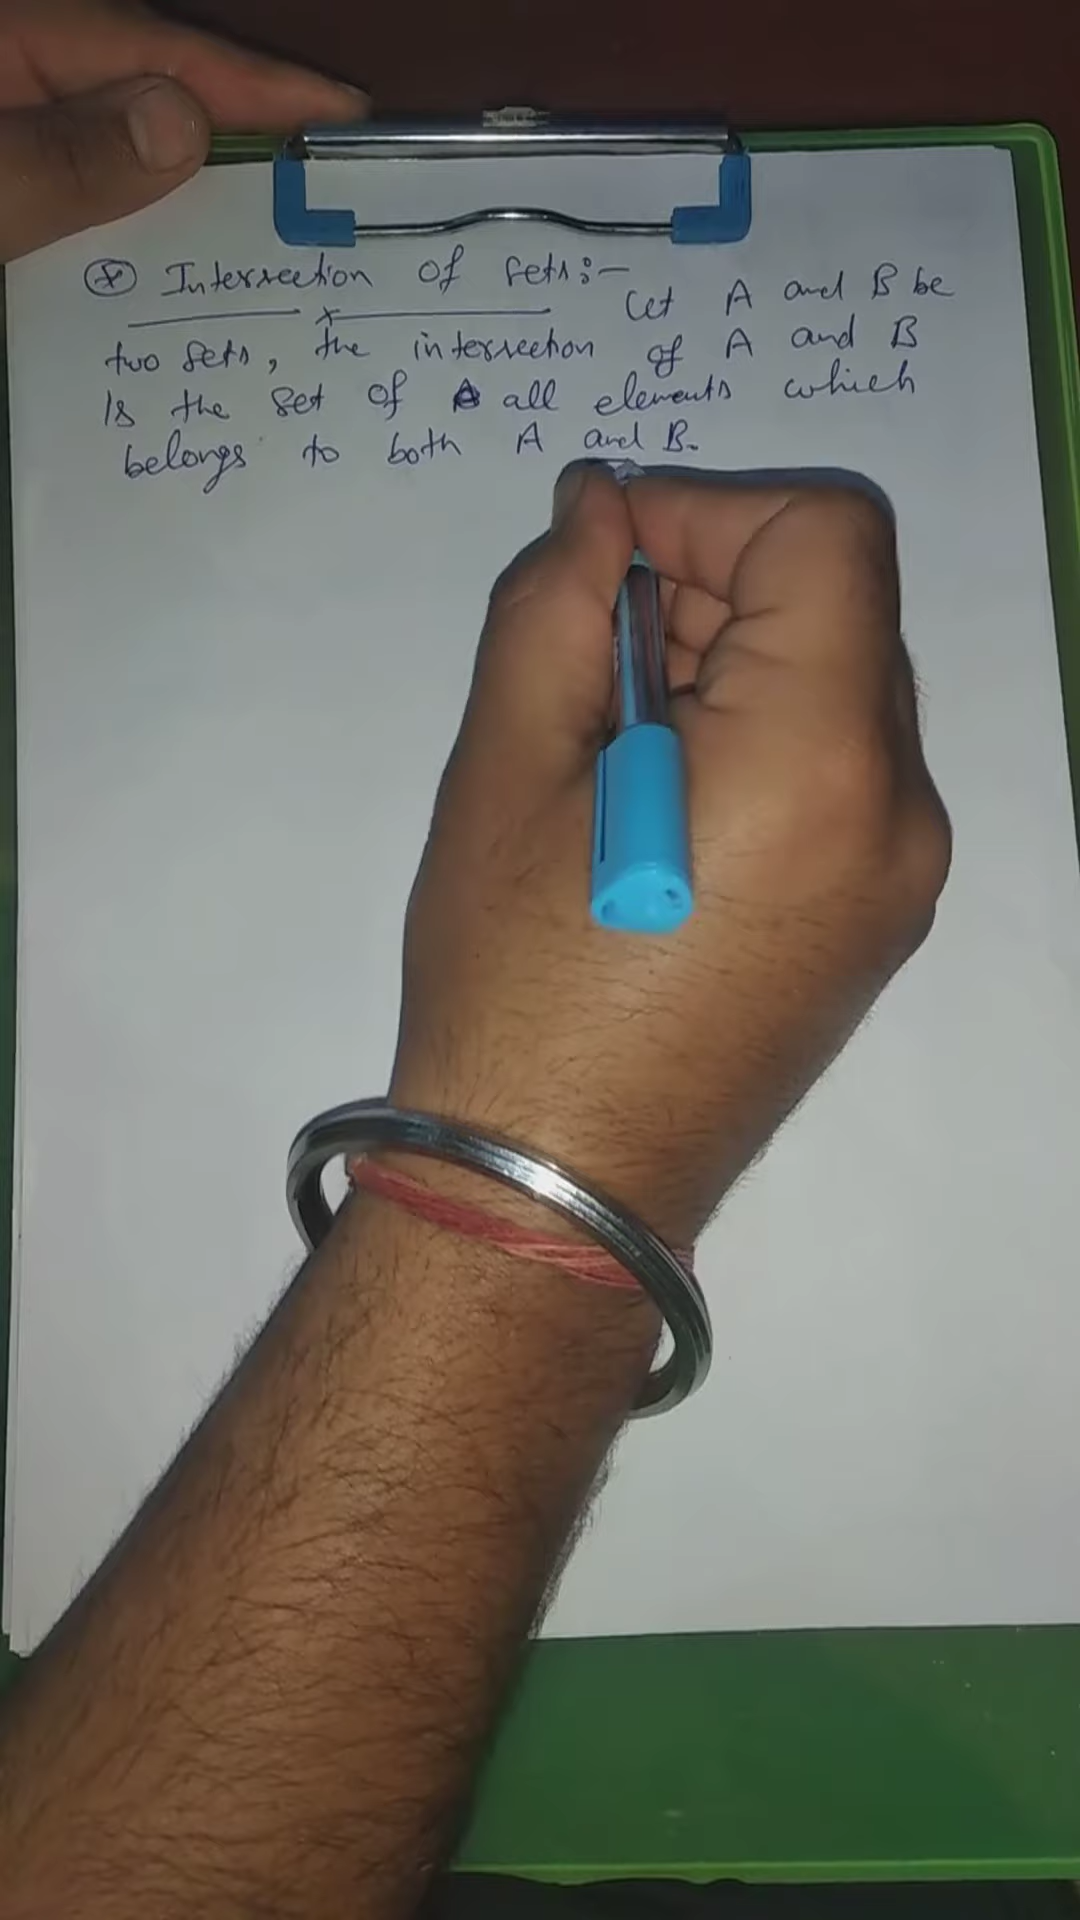 Intersection of sets:- Let A and B be
two sets, the intersection of A and B
is the set of all elements which
belongs to both A and B.